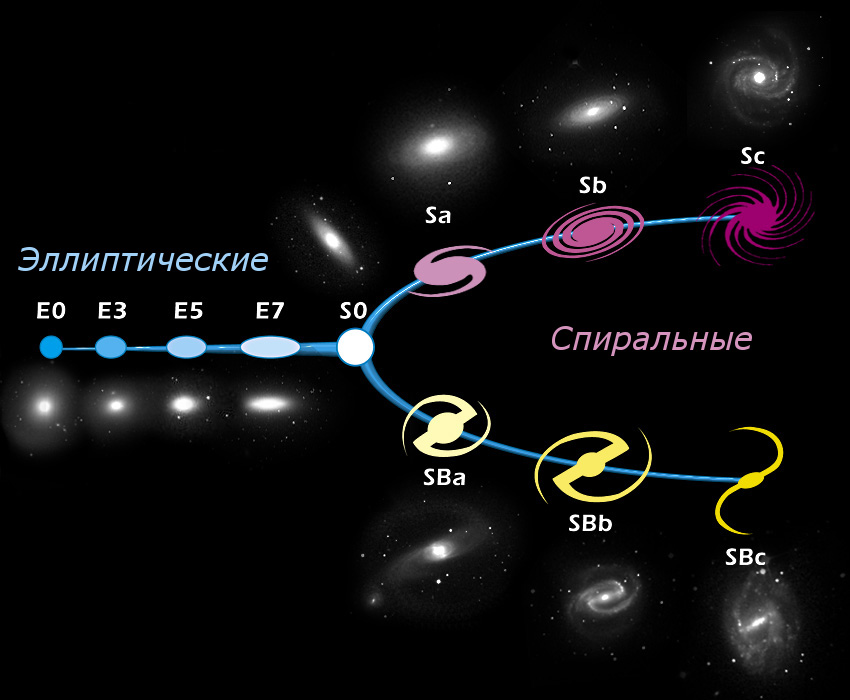 Sc
Sb
Sa
Эллиптические
E0 E3 E5 E7 S0
Спиральные
SBa
SBb
SBc